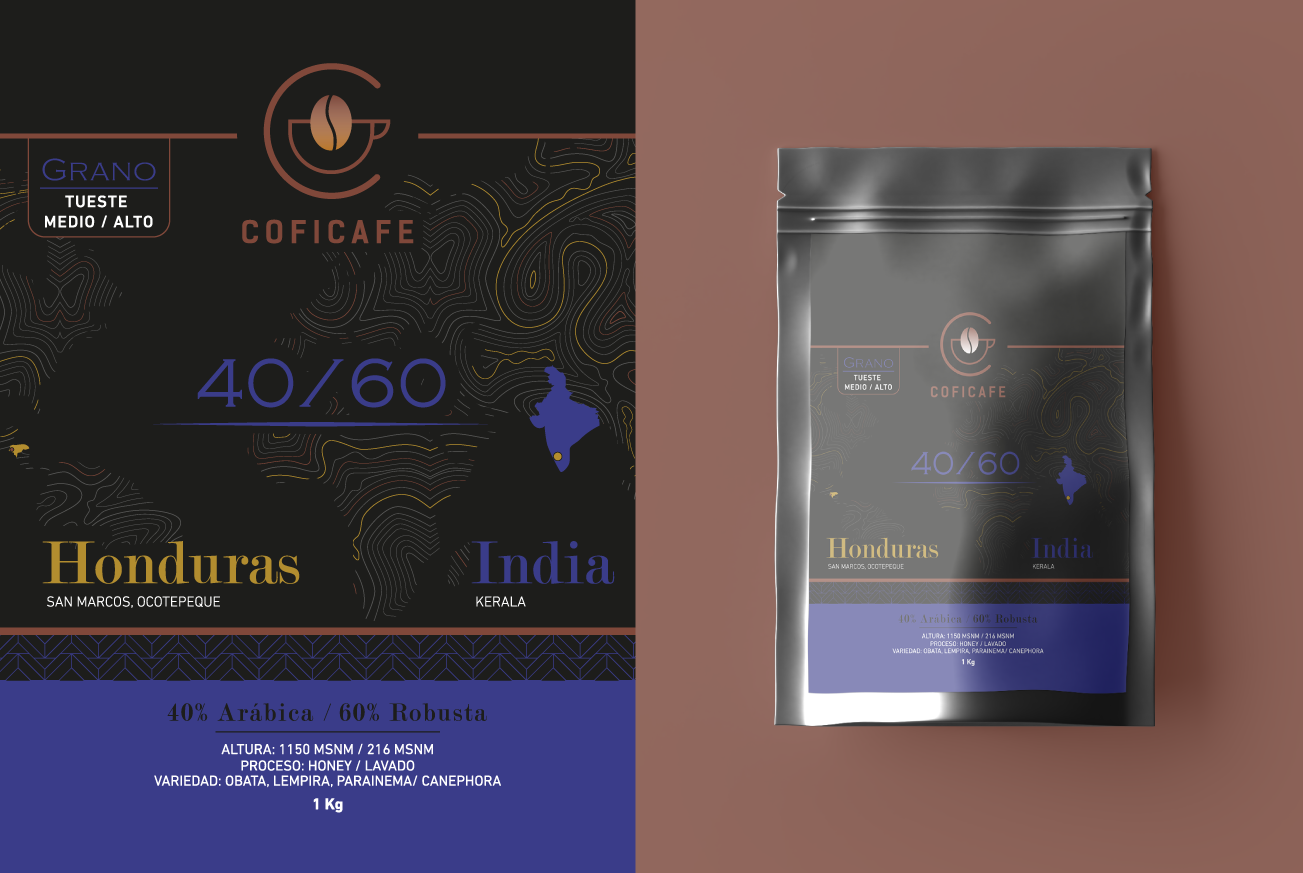 GRANO
TUESTE
MEDIO / ALTO
COFICAFE
40/60
Honduras
SAN MARCOS, OCOTEPEQUE
India
KERALA
40% Arábica / 60% Robusta
ALTURA: 1150 MSNM / 216 MSNM
PROCESO: HONEY / LAVADO
VARIEDAD: OBATA, LEMPIRA, PARAINEMA/ CANEPHORA
1 Kg
GRANO
TUESTE
MEDIO / ALTO
COFICAFE
40/60
Honduras
SAN MARCOS, OCOTEPEQUE
India
KERALA
40% Arábica / 60% Robusta
ALTURA: 1150 MSNM / 216 MSNM
PROCESO: HONEY / LAVADO
VARIEDAD: OBATA, LEMPIRA, PARAINEMA/ CANEPHORA
1 Kg